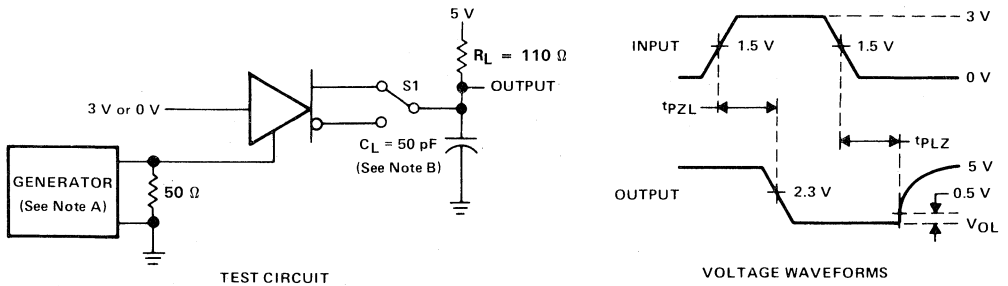 5 V
R_L = 110 Ω
S1
OUTPUT
3 V or 0 V
C_L = 50 pF
(See Note B)
GENERATOR
(See Note A)
50 Ω
TEST CIRCUIT
3 V
INPUT
1.5 V
1.5 V
0 V
t_PZL
t_PLZ
5 V
OUTPUT
2.3 V
0.5 V
V_OL
VOLTAGE WAVEFORMS